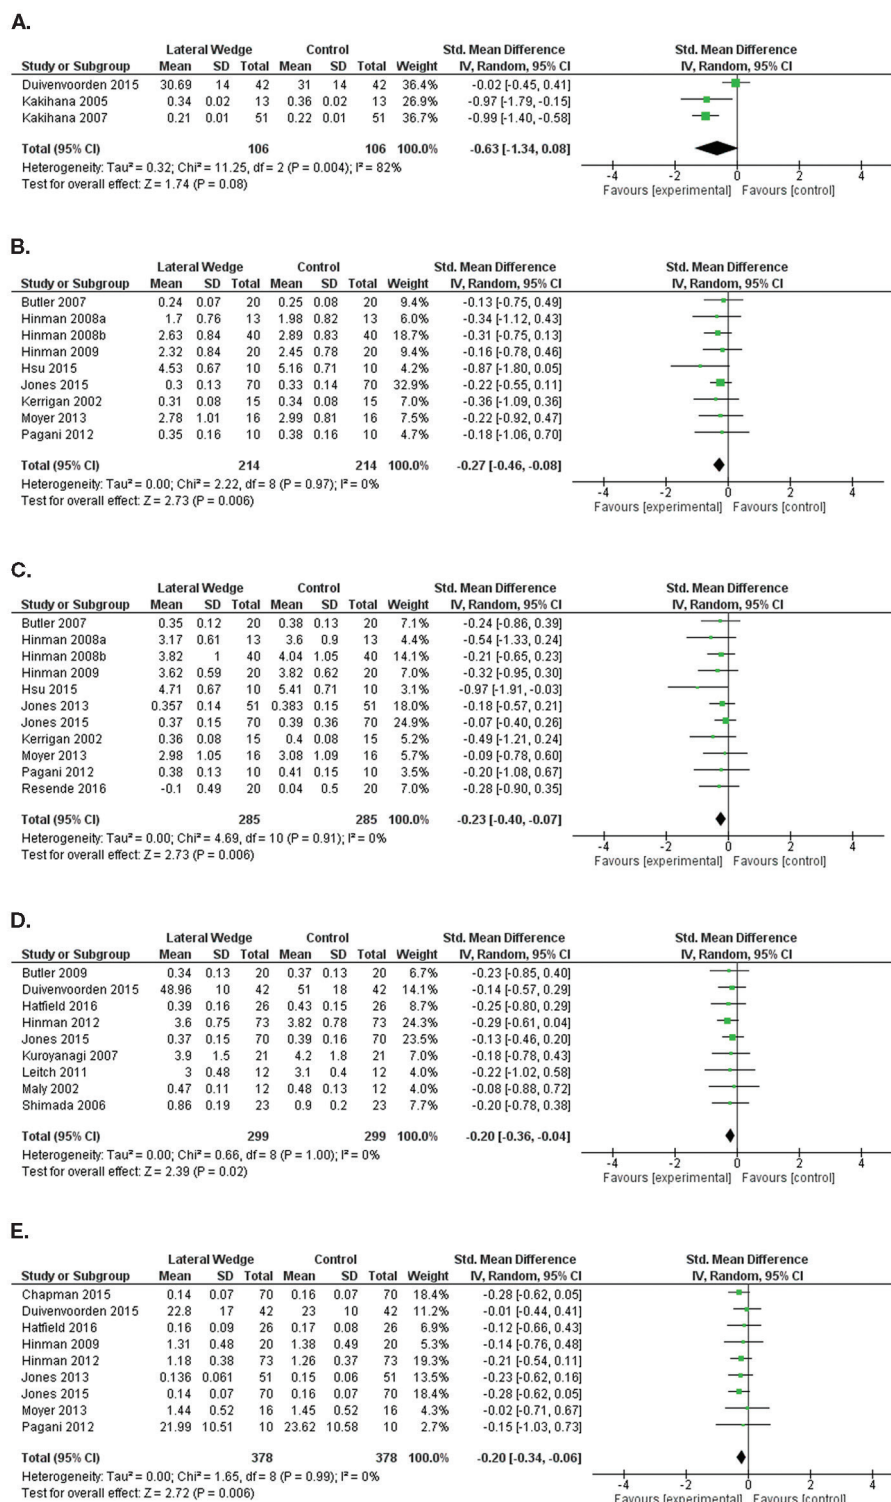 A.
Lateral Wedge Control Std. Mean Difference Std. Mean Difference
Study or Subgroup Mean SD Total Mean SD Total Weight IV, Random, 95% CI IV, Random, 95% CI
Duivenvoorden 2015 30.69 14 42 31 14 42 36.4% -0.02 [-0.45, 0.41]
Kakihana 2005 0.34 0.02 13 0.36 0.02 13 26.9% -0.97 [-1.79, -0.15]
Kakihana 2007 0.21 0.01 51 0.22 0.01 51 36.7% -0.99 [-1.40, -0.58]
Total (95% CI) 106 106 100.0% -0.63 [-1.34, 0.08]
Heterogeneity: Tau² = 0.32; Chi² = 11.25, df = 2 (P = 0.004); I² = 82%
Test for overall effect: Z = 1.74 (P = 0.08)
-4 -2 0 2 4
Favours [experimental] Favours [control]
B.
Lateral Wedge Control Std. Mean Difference Std. Mean Difference
Study or Subgroup Mean SD Total Mean SD Total Weight IV, Random, 95% CI IV, Random, 95% CI
Butler 2007 0.24 0.07 20 0.25 0.08 20 9.4% -0.13 [-0.75, 0.49]
Hinman 2008a 1.7 0.76 13 1.98 0.82 13 6.0% -0.34 [-1.12, 0.43]
Hinman 2008b 2.63 0.84 40 2.89 0.83 40 18.7% -0.31 [-0.75, 0.13]
Hinman 2009 2.32 0.84 20 2.45 0.78 20 9.4% -0.16 [-0.78, 0.46]
Hsu 2015 4.53 0.67 10 5.16 0.71 10 4.2% -0.87 [-1.80, 0.05]
Jones 2015 0.3 0.13 70 0.33 0.14 70 32.9% -0.22 [-0.55, 0.11]
Kerrigan 2002 0.31 0.08 15 0.34 0.08 15 7.0% -0.36 [-1.09, 0.36]
Moyer 2013 2.78 1.01 16 2.99 0.81 16 7.5% -0.22 [-0.92, 0.47]
Pagani 2012 0.35 0.16 10 0.38 0.16 10 4.7% -0.18 [-1.06, 0.70]
Total (95% CI) 214 214 100.0% -0.27 [-0.46, -0.08]
Heterogeneity: Tau² = 0.00; Chi² = 2.22, df = 8 (P = 0.97); I² = 0%
Test for overall effect: Z = 2.73 (P = 0.006)
-4 -2 0 2 4
Favours [experimental] Favours [control]
C.
Lateral Wedge Control Std. Mean Difference Std. Mean Difference
Study or Subgroup Mean SD Total Mean SD Total Weight IV, Random, 95% CI IV, Random, 95% CI
Butler 2007 0.35 0.12 20 0.38 0.13 20 7.1% -0.24 [-0.86, 0.39]
Hinman 2008a 3.17 0.61 13 3.6 0.9 13 4.4% -0.54 [-1.33, 0.24]
Hinman 2008b 3.82 1 40 4.04 1.05 40 14.1% -0.21 [-0.65, 0.23]
Hinman 2009 3.62 0.59 20 3.82 0.62 20 7.0% -0.32 [-0.95, 0.30]
Hsu 2015 4.71 0.67 10 5.41 0.71 10 3.1% -0.97 [-1.91, -0.03]
Jones 2013 0.357 0.14 51 0.383 0.15 51 18.0% -0.18 [-0.57, 0.21]
Jones 2015 0.37 0.15 70 0.39 0.36 70 24.9% -0.07 [-0.40, 0.26]
Kerrigan 2002 0.36 0.08 15 0.4 0.08 15 5.2% -0.49 [-1.21, 0.24]
Moyer 2013 2.98 1.05 16 3.08 1.09 16 5.7% -0.09 [-0.78, 0.60]
Pagani 2012 0.38 0.13 10 0.41 0.15 10 3.5% -0.20 [-1.08, 0.67]
Resende 2016 -0.1 0.49 20 0.04 0.5 20 7.0% -0.28 [-0.90, 0.35]
Total (95% CI) 285 285 100.0% -0.23 [-0.40, -0.07]
Heterogeneity: Tau² = 0.00; Chi² = 4.69, df = 10 (P = 0.91); I² = 0%
Test for overall effect: Z = 2.73 (P = 0.006)
-4 -2 0 2 4
Favours [experimental] Favours [control]
D.
Lateral Wedge Control Std. Mean Difference Std. Mean Difference
Study or Subgroup Mean SD Total Mean SD Total Weight IV, Random, 95% CI IV, Random, 95% CI
Butler 2009 0.34 0.13 20 0.37 0.13 20 6.7% -0.23 [-0.85, 0.40]
Duivenvoorden 2015 48.96 10 42 51 18 42 14.1% -0.14 [-0.57, 0.29]
Hatfield 2016 0.39 0.16 26 0.43 0.15 26 8.7% -0.25 [-0.80, 0.29]
Hinman 2012 3.6 0.75 73 3.82 0.78 73 24.3% -0.29 [-0.61, 0.04]
Jones 2015 0.37 0.15 70 0.39 0.16 70 23.5% -0.13 [-0.46, 0.20]
Kuroyanagi 2007 3.9 1.5 21 4.2 1.8 21 7.0% -0.18 [-0.78, 0.43]
Leitch 2011 3 0.48 12 3.1 0.4 12 4.0% -0.22 [-1.02, 0.58]
Maly 2002 0.47 0.11 12 0.48 0.13 12 4.0% -0.08 [-0.88, 0.72]
Shimada 2006 0.86 0.19 23 0.9 0.2 23 7.7% -0.20 [-0.78, 0.38]
Total (95% CI) 299 299 100.0% -0.20 [-0.36, -0.04]
Heterogeneity: Tau² = 0.00; Chi² = 0.66, df = 8 (P = 1.00); I² = 0%
Test for overall effect: Z = 2.39 (P = 0.02)
-4 -2 0 2 4
Favours [experimental] Favours [control]
E.
Lateral Wedge Control Std. Mean Difference Std. Mean Difference
Study or Subgroup Mean SD Total Mean SD Total Weight IV, Random, 95% CI IV, Random, 95% CI
Chapman 2015 0.14 0.07 70 0.16 0.07 70 18.4% -0.28 [-0.62, 0.05]
Duivenvoorden 2015 22.8 17 42 23 10 42 11.2% -0.01 [-0.44, 0.41]
Hatfield 2016 0.16 0.09 26 0.17 0.08 26 6.9% -0.12 [-0.66, 0.43]
Hinman 2009 1.31 0.48 20 1.38 0.49 20 5.3% -0.14 [-0.76, 0.48]
Hinman 2012 1.18 0.38 73 1.26 0.37 73 19.3% -0.21 [-0.54, 0.11]
Jones 2013 0.136 0.061 51 0.15 0.06 51 13.5% -0.23 [-0.62, 0.16]
Jones 2015 0.14 0.07 70 0.16 0.07 70 18.4% -0.28 [-0.62, 0.05]
Moyer 2013 1.44 0.52 16 1.45 0.52 16 4.3% -0.02 [-0.71, 0.67]
Pagani 2012 21.99 10.51 10 23.62 10.58 10 2.7% -0.15 [-1.03, 0.73]
Total (95% CI) 378 378 100.0% -0.20 [-0.34, -0.06]
Heterogeneity: Tau² = 0.00; Chi² = 1.65, df = 8 (P = 0.99); I² = 0%
Test for overall effect: Z = 2.72 (P = 0.006)
-4 -2 0 2 4
Favours [experimental] Favours [control]